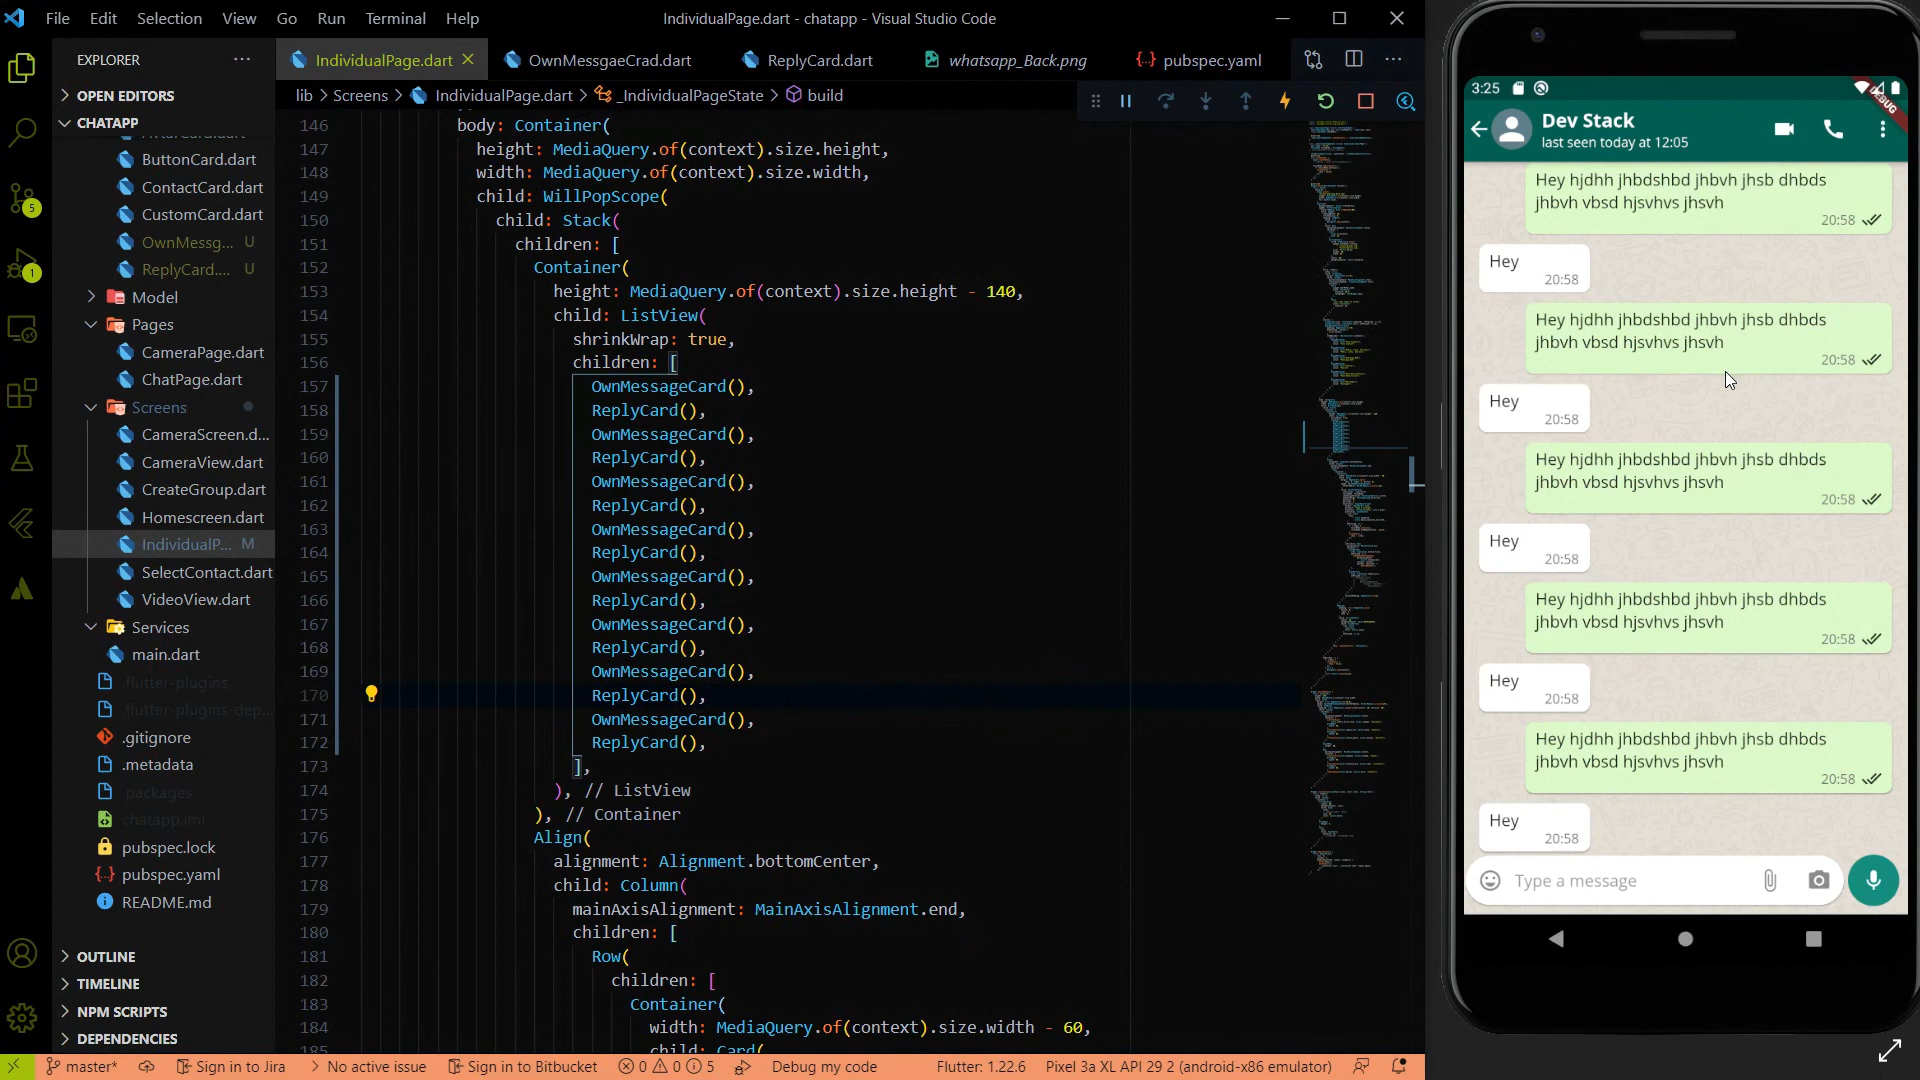 File Edit Selection View Go Run Terminal Help IndividualPage.dart - chatapp - Visual Studio Code
EXPLORER
IndividualPage.dart OwnMessgaeCrad.dart ReplyCard.dart whatsapp_Back.png pubspec.yaml
lib > Screens > IndividualPage.dart > _IndividualPageState > build
OPEN EDITORS
CHATAPP
ButtonCard.dart
ContactCard.dart
CustomCard.dart
OwnMessg... U
ReplyCard.... U
Model
Pages
CameraPage.dart
ChatPage.dart
Screens
CameraScreen.d...
CameraView.dart
CreateGroup.dart
Homescreen.dart
IndividualP... M
SelectContact.dart
VideoView.dart
Services
main.dart
.flutter-plugins
.flutter-plugins-dep...
.gitignore
.metadata
.packages
chatapp.iml
pubspec.lock
pubspec.yaml
README.md
OUTLINE
TIMELINE
NPM SCRIPTS
DEPENDENCIES
5
1
146 body: Container(
147 height: MediaQuery.of(context).size.height,
148 width: MediaQuery.of(context).size.width,
149 child: WillPopScope(
150 child: Stack(
151 children: [
152 Container(
153 height: MediaQuery.of(context).size.height - 140,
154 child: ListView(
155 shrinkWrap: true,
156 children: [
157 OwnMessageCard(),
158 ReplyCard(),
159 OwnMessageCard(),
160 ReplyCard(),
161 OwnMessageCard(),
162 ReplyCard(),
163 OwnMessageCard(),
164 ReplyCard(),
165 OwnMessageCard(),
166 ReplyCard(),
167 OwnMessageCard(),
168 ReplyCard(),
169 OwnMessageCard(),
170 ReplyCard(),
171 OwnMessageCard(),
172 ReplyCard(),
173 ],
174 ), // ListView
175 ), // Container
176 Align(
177 alignment: Alignment.bottomCenter,
178 child: Column(
179 mainAxisAlignment: MainAxisAlignment.end,
180 children: [
181 Row(
182 children: [
183 Container(
184 width: MediaQuery.of(context).size.width - 60,
185 child: Card(
master* Sign in to Jira No active issue Sign in to Bitbucket 0 0 5 Debug my code Flutter: 1.22.6 Pixel 3a XL API 29 2 (android-x86 emulator)
3:25
DEBUG
Dev Stack
last seen today at 12:05
Hey hjdhh jhbdshbd jhbvh jhsb dhbds
jhbvh vbsd hjsvhvs jhsvh
20:58
Hey
20:58
Hey hjdhh jhbdshbd jhbvh jhsb dhbds
jhbvh vbsd hjsvhvs jhsvh
20:58
Hey
20:58
Hey hjdhh jhbdshbd jhbvh jhsb dhbds
jhbvh vbsd hjsvhvs jhsvh
20:58
Hey
20:58
Hey hjdhh jhbdshbd jhbvh jhsb dhbds
jhbvh vbsd hjsvhvs jhsvh
20:58
Hey
20:58
Hey hjdhh jhbdshbd jhbvh jhsb dhbds
jhbvh vbsd hjsvhvs jhsvh
20:58
Hey
20:58
Type a message